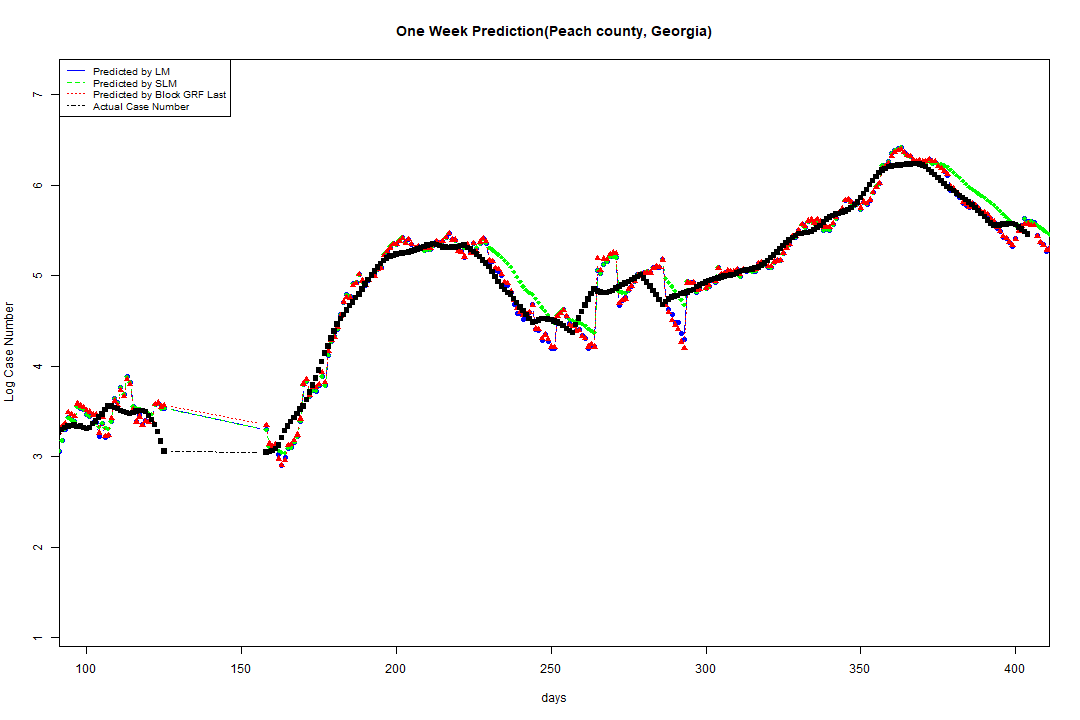 One Week Prediction(Peach county, Georgia)
Predicted by LM
Predicted by SLM
Predicted by Block GRF Last
Actual Case Number
7
6
5
4
3
2
1
Log Case Number
100 150 200 250 300 350 400
days